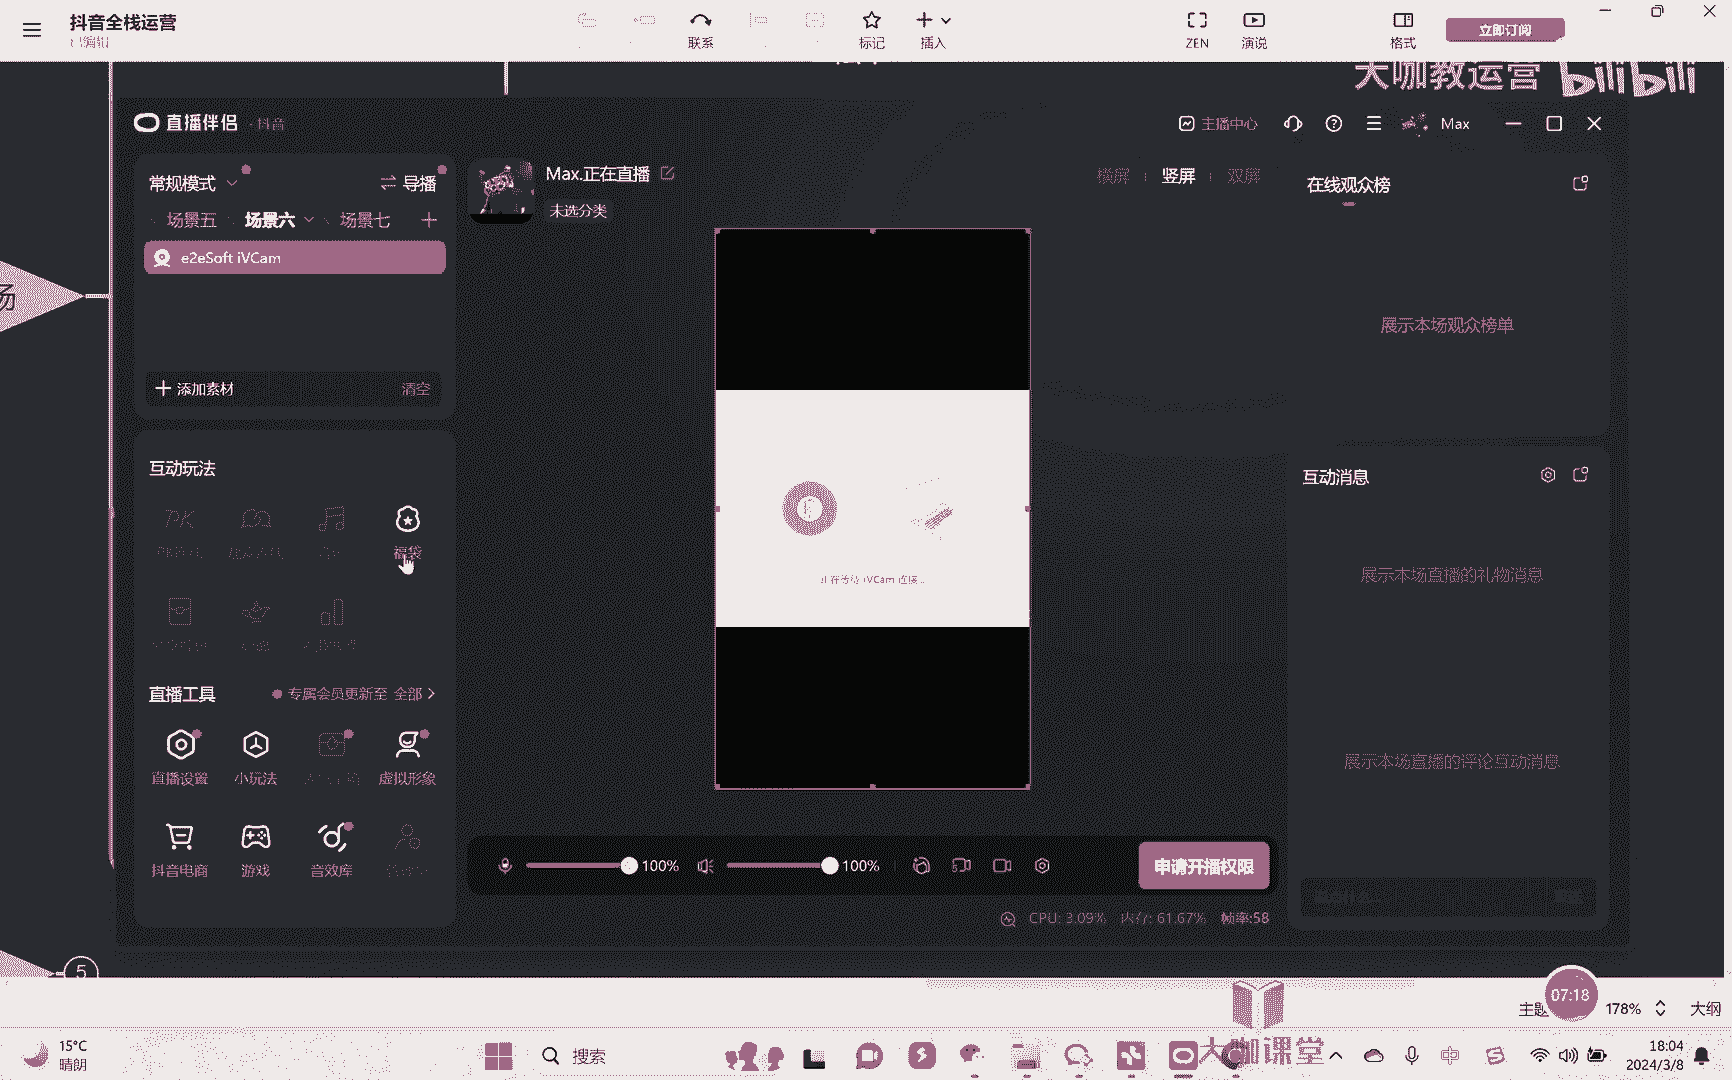 抖音全栈运营
已编辑
联系
标记
插入
ZEN
演说
格式
立即订阅
大咖教运营 bilibili
直播伴侣 · 抖音
主播中心
Max
常规模式
导播
场景五
场景六
场景七
e2eSoft iVCam
添加素材
清空
Max.正在直播
未选分类
横屏
竖屏
双屏
在线观众榜
展示本场观众榜单
互动玩法
PK
福袋
正在等待 iVCam 连接...
互动消息
展示本场直播的礼物消息
展示本场直播的评论互动消息
直播工具
专属会员更新至 全部
直播设置
小玩法
虚拟形象
抖音电商
游戏
音效库
100%
100%
申请开播权限
CPU: 3.09%
内存: 61.67%
帧率:58
场
5
主题
07:18
178%
大纲
15°C
晴朗
搜索
大咖课堂
中
18:04
2024/3/8